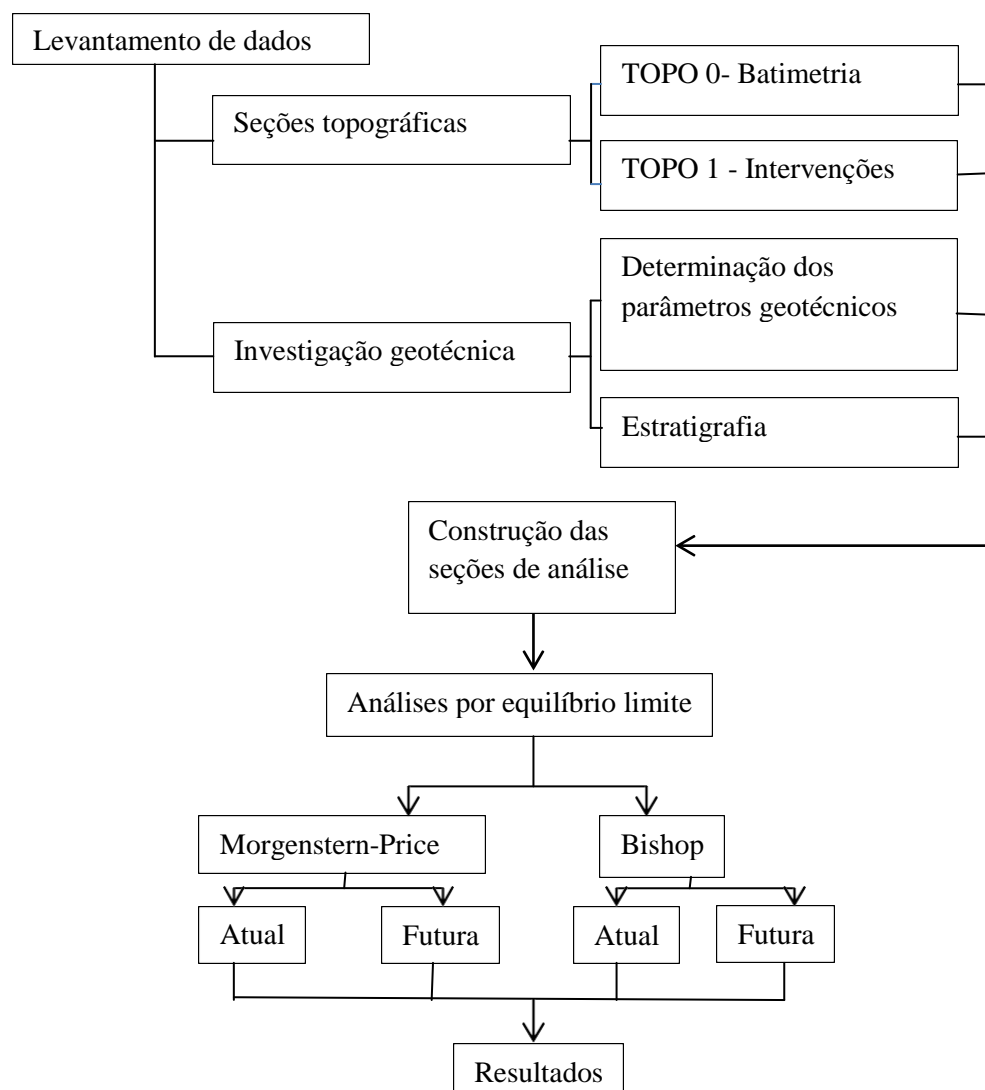 Levantamento de dados
TOPO 0- Batimetria
Seções topográficas
TOPO 1 - Intervenções
Determinação dos
parâmetros geotécnicos
Investigação geotécnica
Estratigrafia
Construção das
seções de análise
Análises por equilíbrio limite
Morgenstern-Price
Bishop
Atual
Futura
Atual
Futura
Resultados